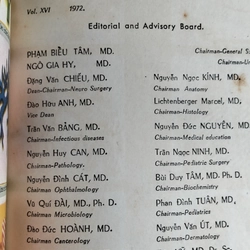 Vol. XVI 1972.
Editorial and Advisory Board.
PHẠM BIỂU TÂM, MD.
NGÔ GIA HY, MD.
Chairman-General S
Chairman-Ur
Đặng Văn CHIẾU, MD.
Dean-Chairman-Neuro Surgery
Nguyễn Ngọc KÍNH, MD.
Chairman Anatomy
Đào Hữu ANH, MD.
Vice Dean
Lichtenberger Marcel, MD.
Chairman-Histology
Trần Văn BẢNG, MD.
Chairman-Infectious diseases
Nguyễn Đức NGUYÊN, MD.
Chairman-Medical education
Nguyễn Huy CAN, MD.
Chairman-Pathology
Trần Ngọc NINH, MD.
Chairman-Pediatric Surgery
Nguyễn Đình CÁT, MD.
Chairman Ophthalmology
Bùi Duy TÂM, MD. Ph D.
Chairman-Biochemistry
Vũ Quí ĐÀI, MD., Ph D.
Chairman Microbiology
Phan Đình TUÂN, MD,
Chairman-Pediatrics
Đào Đức HOÀNH, MD.
Chairman Canterology
Nguyễn Văn ÚT, MD.
Chairman-Dermatology